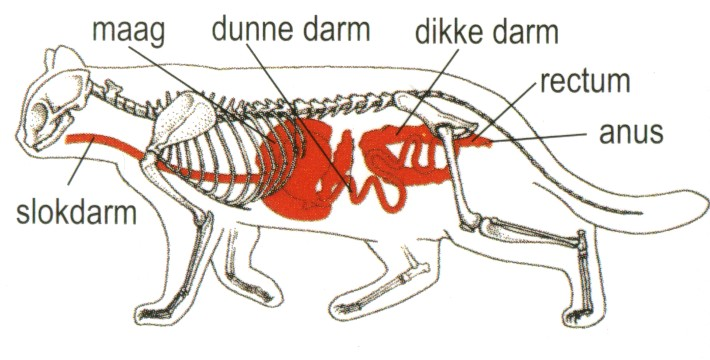 maag
dunne darm
dikke darm
rectum
anus
slokdarm